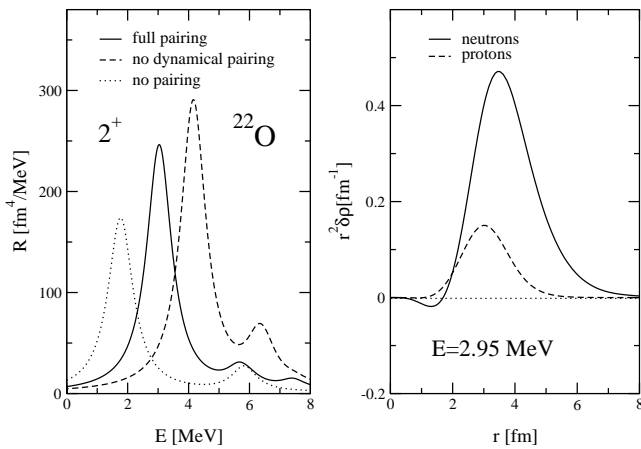 full pairing
no dynamical pairing
no pairing
2⁺
²²O
R [fm⁴/MeV]
300
200
100
0
0 2 4 6 8
E [MeV]
neutrons
protons
r²δρ[fm⁻¹]
0.4
0.2
0
-0.2
E=2.95 MeV
0 2 4 6 8
r [fm]